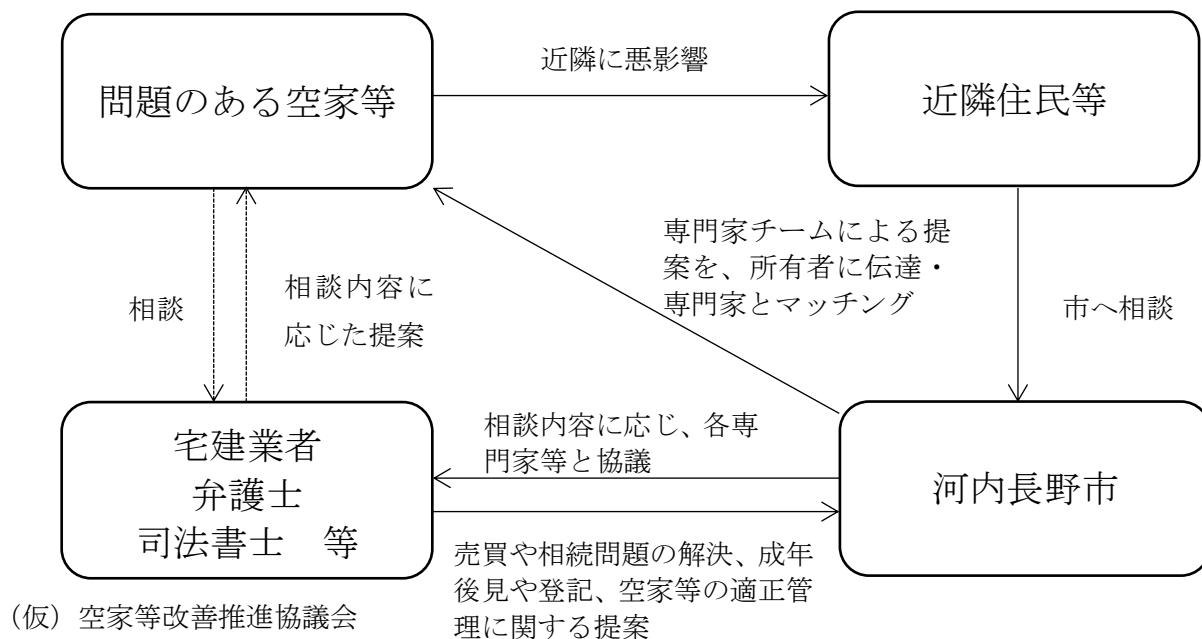 近隣に悪影響
問題のある空家等
近隣住民等
専門家チームによる提
案を、所有者に伝達・
専門家とマッチング
相談
相談内容に
応じた提案
市へ相談
相談内容に応じ、各専
門家等と協議
宅建業者
弁護士
司法書士　等
河内長野市
売買や相続問題の解決、成年
後見や登記、空家等の適正管
理に関する提案
（仮）空家等改善推進協議会